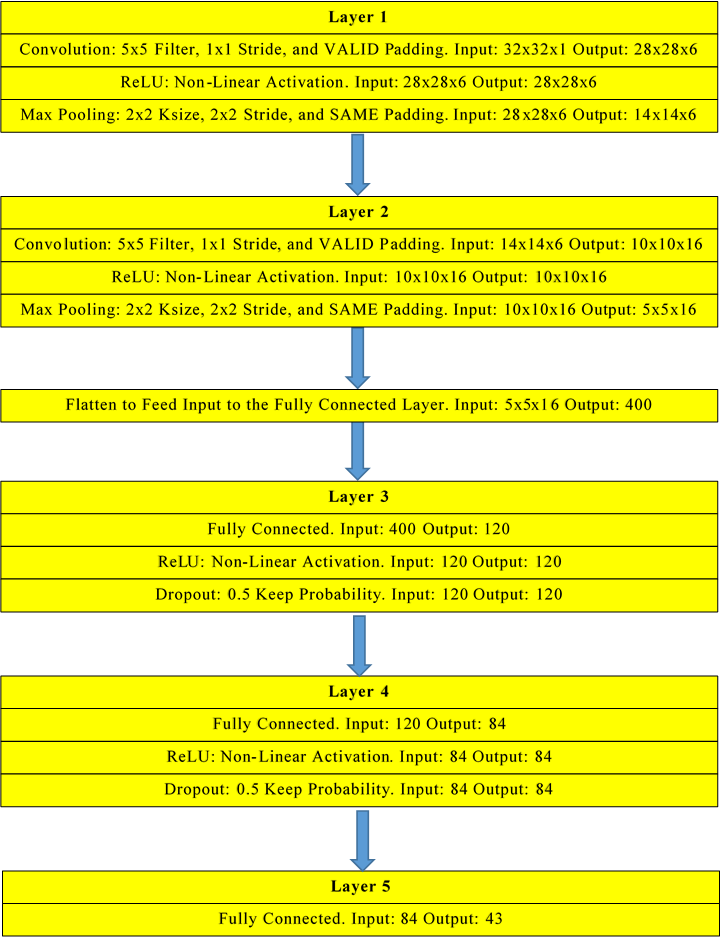 Layer 1
Convolution: 5x5 Filter, 1x1 Stride, and VALID Padding. Input: 32x32x1 Output: 28x28x6
ReLU: Non-Linear Activation. Input: 28x28x6 Output: 28x28x6
Max Pooling: 2x2 Ksize, 2x2 Stride, and SAME Padding. Input: 28x28x6 Output: 14x14x6
Layer 2
Convolution: 5x5 Filter, 1x1 Stride, and VALID Padding. Input: 14x14x6 Output: 10x10x16
ReLU: Non-Linear Activation. Input: 10x10x16 Output: 10x10x16
Max Pooling: 2x2 Ksize, 2x2 Stride, and SAME Padding. Input: 10x10x16 Output: 5x5x16
Flatten to Feed Input to the Fully Connected Layer. Input: 5x5x16 Output: 400
Layer 3
Fully Connected. Input: 400 Output: 120
ReLU: Non-Linear Activation. Input: 120 Output: 120
Dropout: 0.5 Keep Probability. Input: 120 Output: 120
Layer 4
Fully Connected. Input: 120 Output: 84
ReLU: Non-Linear Activation. Input: 84 Output: 84
Dropout: 0.5 Keep Probability. Input: 84 Output: 84
Layer 5
Fully Connected. Input: 84 Output: 43